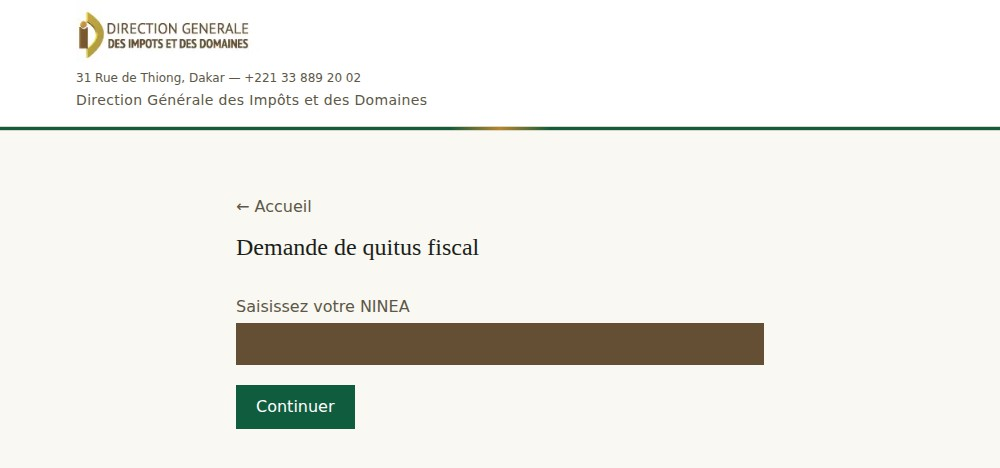 DIRECTION GENERALE
DES IMPOTS ET DES DOMAINES
31 Rue de Thiong, Dakar — +221 33 889 20 02
Direction Générale des Impôts et des Domaines
← Accueil
Demande de quitus fiscal
Saisissez votre NINEA
Continuer